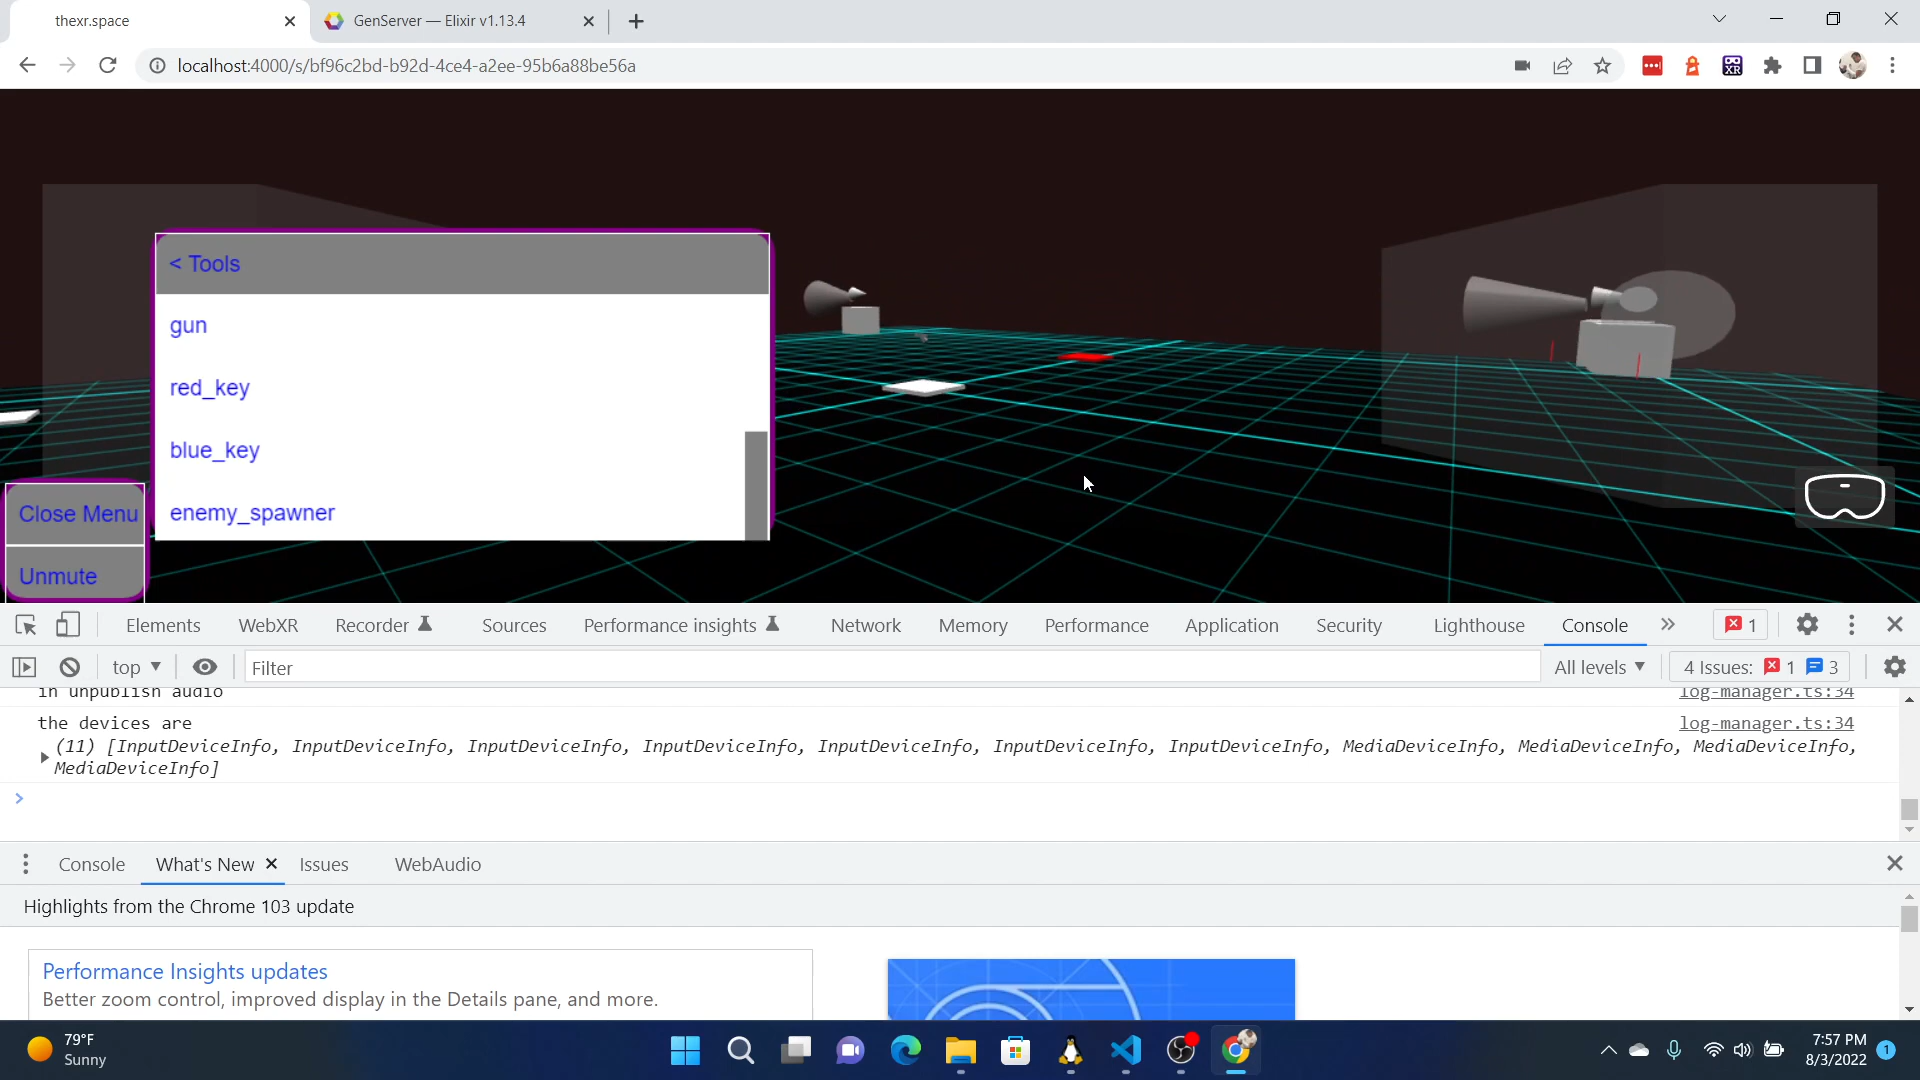 thexr.space
GenServer — Elixir v1.13.4
localhost:4000/s/bf96c2bd-b92d-4ce4-a2ee-95b6a88be56a
XR
< Tools
gun
red_key
blue_key
enemy_spawner
Close Menu
Unmute
Elements WebXR Recorder Sources Performance insights Network Memory Performance Application Security Lighthouse Console 1
top Filter All levels 4 Issues: 1 3
in unpublish audio log-manager.ts:34
the devices are log-manager.ts:34
(11) [InputDeviceInfo, InputDeviceInfo, InputDeviceInfo, InputDeviceInfo, InputDeviceInfo, InputDeviceInfo, InputDeviceInfo, MediaDeviceInfo, MediaDeviceInfo, MediaDeviceInfo,
MediaDeviceInfo]
Console What's New Issues WebAudio
Highlights from the Chrome 103 update
Performance Insights updates
Better zoom control, improved display in the Details pane, and more.
79°F
Sunny
7:57 PM
8/3/2022
1